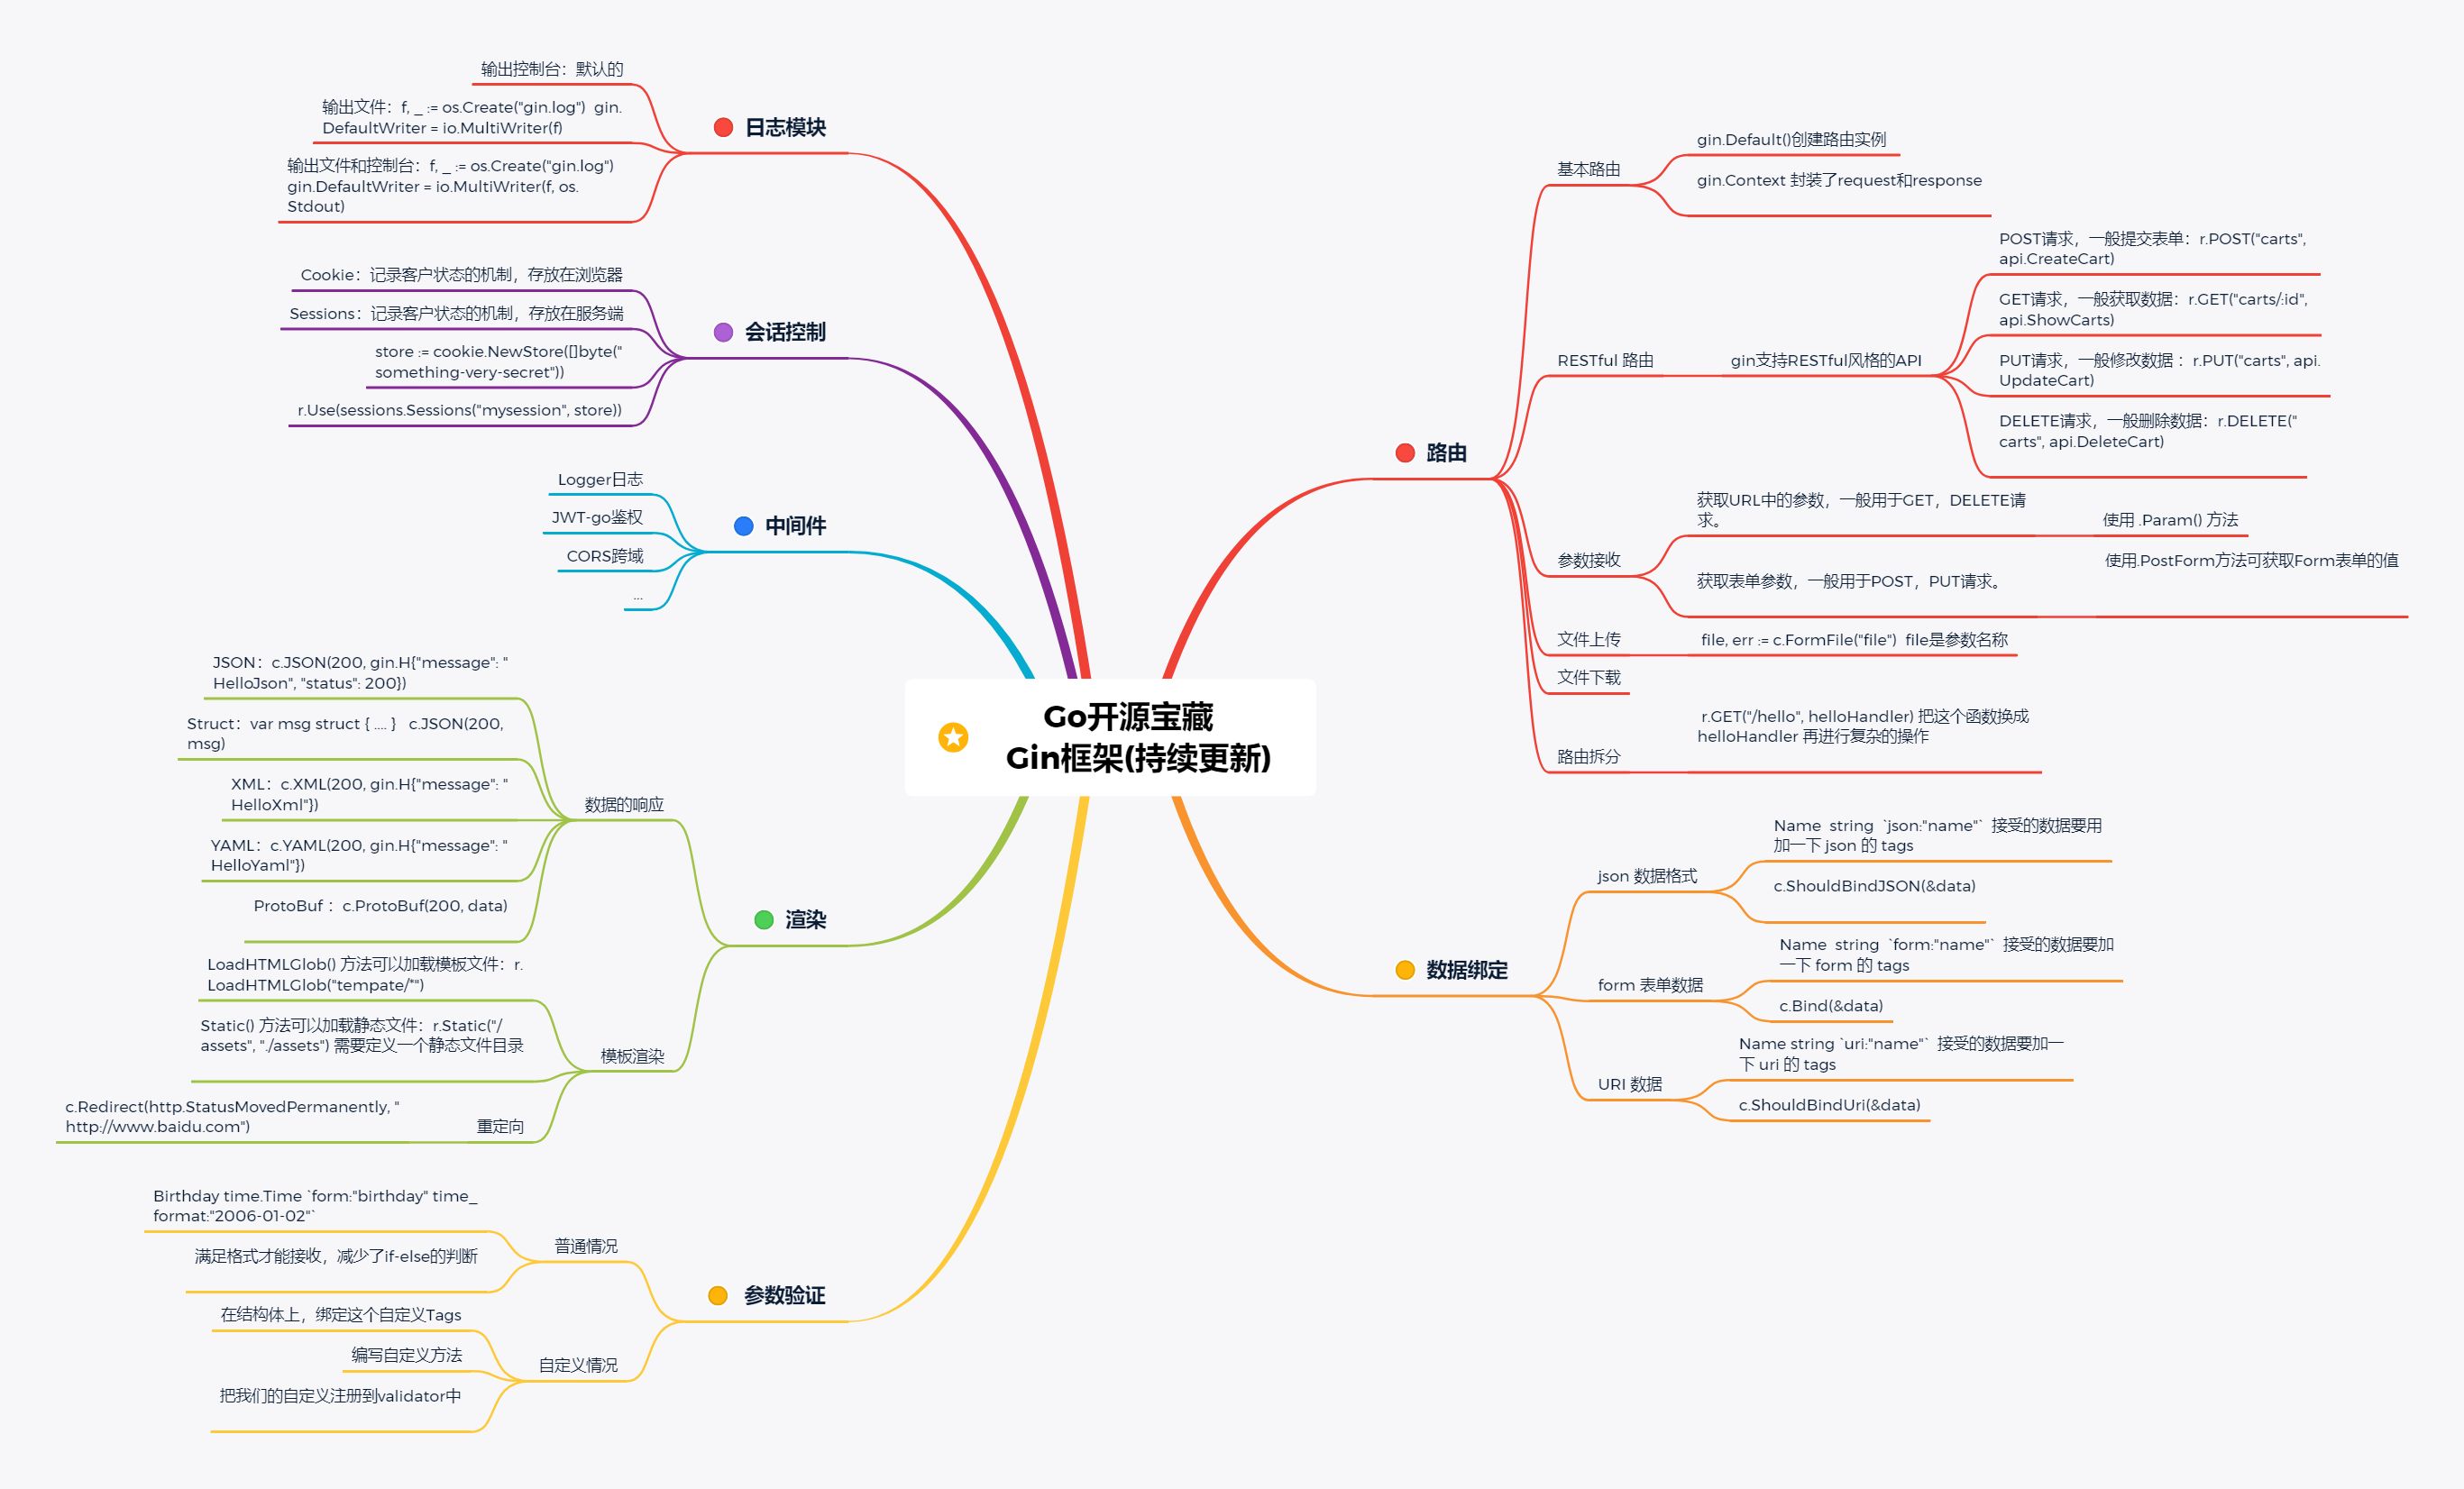 Go开源宝藏
Gin框架(持续更新)
路由
基本路由
gin.Default()创建路由实例
gin.Context 封装了request和response
RESTful 路由
gin支持RESTful风格的API
POST请求，一般提交表单：r.POST("carts",
api.CreateCart)
GET请求，一般获取数据：r.GET("carts/:id",
api.ShowCarts)
PUT请求，一般修改数据 ：r.PUT("carts", api.
UpdateCart)
DELETE请求，一般删除数据：r.DELETE("
carts", api.DeleteCart)
参数接收
获取URL中的参数，一般用于GET，DELETE请
求。
使用 .Param() 方法
获取表单参数，一般用于POST，PUT请求。
使用.PostForm方法可获取Form表单的值
文件上传
file, err := c.FormFile("file")  file是参数名称
文件下载
路由拆分
r.GET("/hello", helloHandler) 把这个函数换成
helloHandler 再进行复杂的操作
数据绑定
json 数据格式
Name  string  `json:"name"`  接受的数据要用
加一下 json 的 tags
c.ShouldBindJSON(&data)
form 表单数据
Name  string  `form:"name"`  接受的数据要加
一下 form 的 tags
c.Bind(&data)
URI 数据
Name string `uri:"name"`  接受的数据要加一
下 uri 的 tags
c.ShouldBindUri(&data)
日志模块
输出控制台：默认的
输出文件：f, _ := os.Create("gin.log")  gin.
DefaultWriter = io.MultiWriter(f)
输出文件和控制台：f, _ := os.Create("gin.log")
gin.DefaultWriter = io.MultiWriter(f, os.
Stdout)
会话控制
Cookie：记录客户状态的机制，存放在浏览器
Sessions：记录客户状态的机制，存放在服务端
store := cookie.NewStore([]byte("
something-very-secret"))
r.Use(sessions.Sessions("mysession", store))
中间件
Logger日志
JWT-go鉴权
CORS跨域
...
渲染
数据的响应
JSON：c.JSON(200, gin.H{"message": "
HelloJson", "status": 200})
Struct：var msg struct { .... }   c.JSON(200,
msg)
XML：c.XML(200, gin.H{"message": "
HelloXml"})
YAML：c.YAML(200, gin.H{"message": "
HelloYaml"})
ProtoBuf ：c.ProtoBuf(200, data)
模板渲染
LoadHTMLGlob() 方法可以加载模板文件：r.
LoadHTMLGlob("tempate/*")
Static() 方法可以加载静态文件：r.Static("/
assets", "./assets") 需要定义一个静态文件目录
重定向
c.Redirect(http.StatusMovedPermanently, "
http://www.baidu.com")
参数验证
普通情况
Birthday time.Time `form:"birthday" time_
format:"2006-01-02"`
满足格式才能接收，减少了if-else的判断
自定义情况
在结构体上，绑定这个自定义Tags
编写自定义方法
把我们的自定义注册到validator中